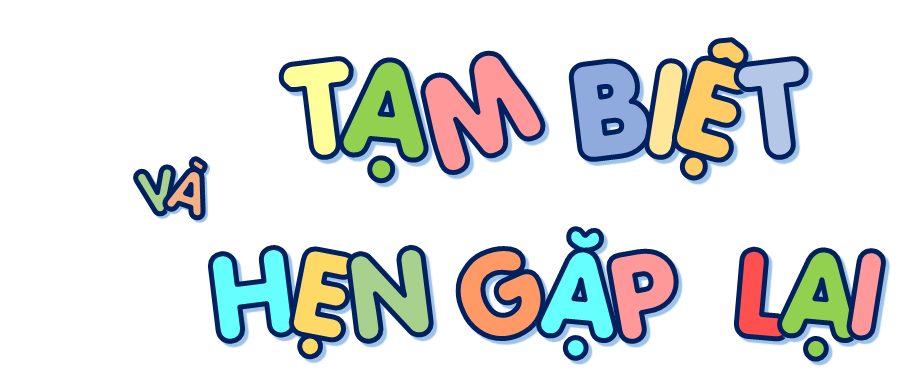 TẠM BIỆT
VÀ
HẸN GẶP LẠI